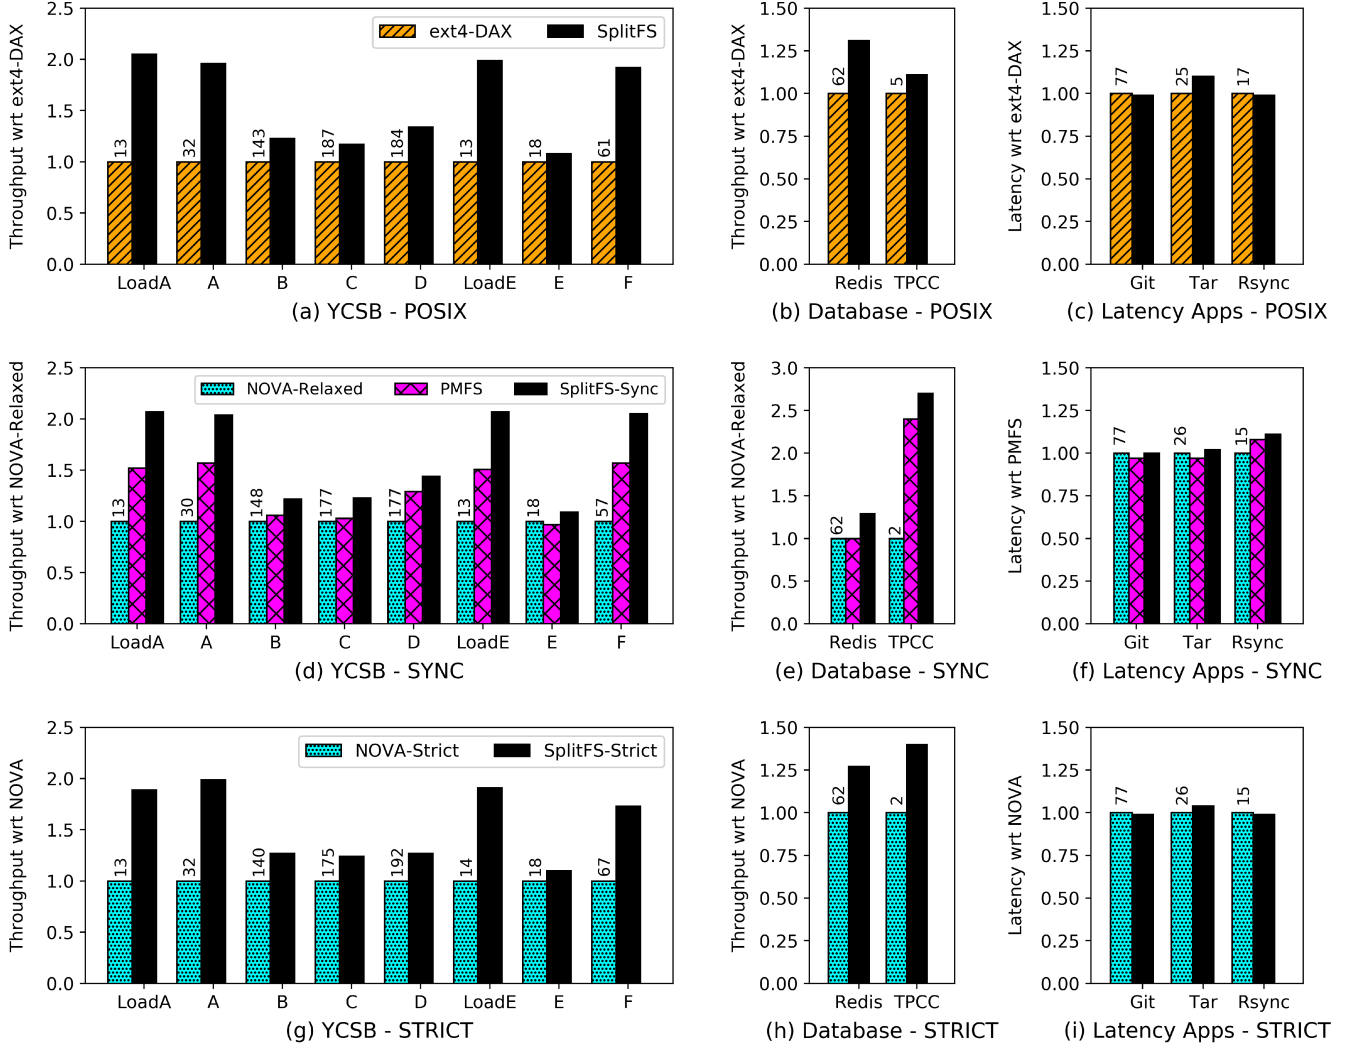 Throughput wrt ext4-DAX
2.5
2.0
1.5
1.0
0.5
0.0
ext4-DAX SplitFS
13 32 143 187 184 13 18 61
LoadA A B C D LoadE E F
(a) YCSB - POSIX
Throughput wrt ext4-DAX
1.50
1.25
1.00
0.75
0.50
0.25
0.00
62 5
Redis TPCC
(b) Database - POSIX
Latency wrt ext4-DAX
1.50
1.25
1.00
0.75
0.50
0.25
0.00
77 25 17
Git Tar Rsync
(c) Latency Apps - POSIX
Throughput wrt NOVA-Relaxed
2.5
2.0
1.5
1.0
0.5
0.0
NOVA-Relaxed PMFS SplitFS-Sync
13 30 148 177 177 13 18 57
LoadA A B C D LoadE E F
(d) YCSB - SYNC
Throughput wrt NOVA-Relaxed
3.0
2.5
2.0
1.5
1.0
0.5
0.0
62 2
Redis TPCC
(e) Database - SYNC
Latency wrt PMFS
1.50
1.25
1.00
0.75
0.50
0.25
0.00
77 26 15
Git Tar Rsync
(f) Latency Apps - SYNC
Throughput wrt NOVA
2.5
2.0
1.5
1.0
0.5
0.0
NOVA-Strict SplitFS-Strict
13 32 140 175 192 14 18 67
LoadA A B C D LoadE E F
(g) YCSB - STRICT
Throughput wrt NOVA
1.50
1.25
1.00
0.75
0.50
0.25
0.00
62 2
Redis TPCC
(h) Database - STRICT
Latency wrt NOVA
1.50
1.25
1.00
0.75
0.50
0.25
0.00
77 26 15
Git Tar Rsync
(i) Latency Apps - STRICT